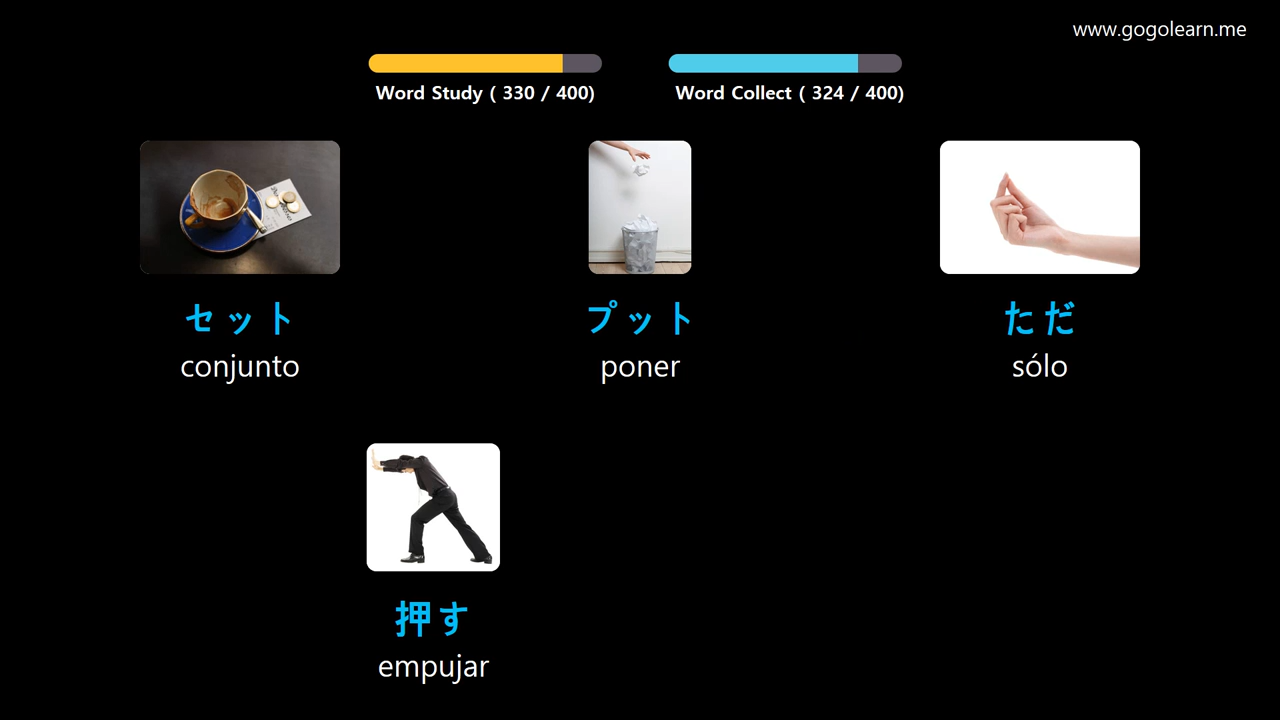 www.gogolearn.me
Word Study ( 330 / 400)
Word Collect ( 324 / 400)
セット
プット
ただ
conjunto
poner
sólo
押す
empujar